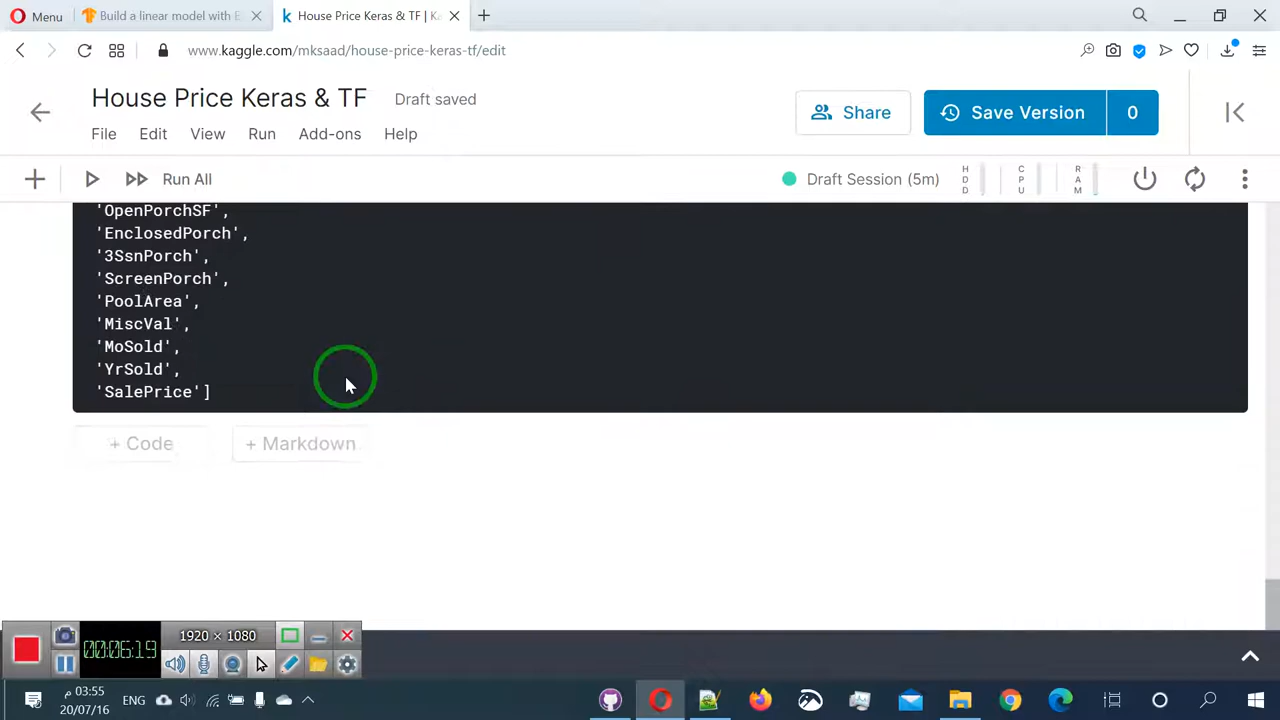 Menu
Build a linear model with E
House Price Keras & TF | Ka
www.kaggle.com/mksaad/house-price-keras-tf/edit
House Price Keras & TF
Draft saved
File
Edit
View
Run
Add-ons
Help
Share
Save Version
0
Run All
Draft Session (5m)
HDD
CPU
RAM
'OpenPorchSF',
'EnclosedPorch',
'3SsnPorch',
'ScreenPorch',
'PoolArea',
'MiscVal',
'MoSold',
'YrSold',
'SalePrice']
+ Code
+ Markdown
00:06:19
1920 × 1080
03:55 م
ENG
20/07/16